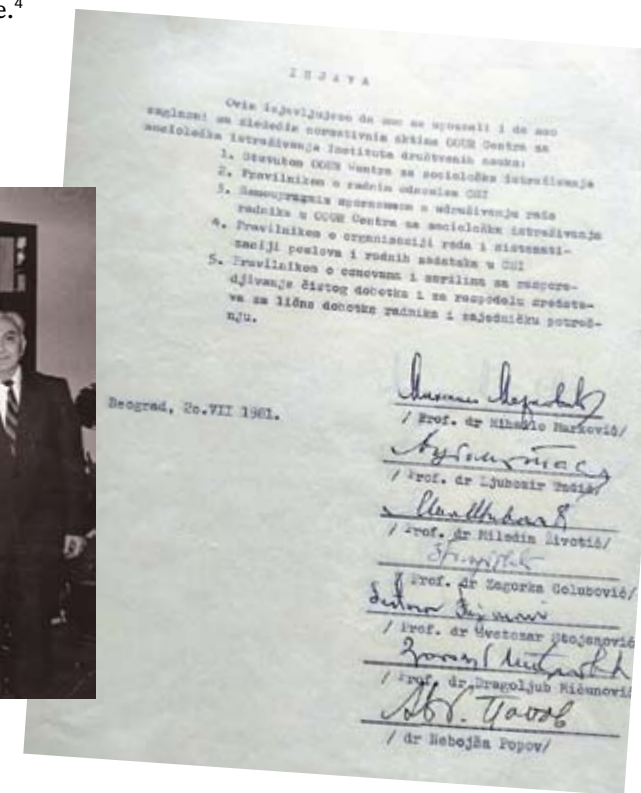 e.⁴
I Z J A V A
Ovim izjavljujemo da smo se upoznali i da smo
saglasni sa sledećim normativnim aktima OOUR Centra za
sociološka istraživanja Instituta društvenih nauka:
1. Statutom OOUR Centra za sociološka istraživanja
2. Pravilnikom o radnim odnosima CSI
3. Samoupravnim sporazumom o udruživanju rada
radnika u OOUR Centra za sociološka istraživanja
4. Pravilnikom o organizaciji rada i sistemati-
zaciji poslova i radnih zadataka u CSI
5. Pravilnikom o osnovama i merilima za raspore-
djivanje čistog dohotka i za raspodelu sredsta-
va za lične dohotke radnika i zajedničku potroš-
nju.
Beograd, 2o.VII 1981.
/ Prof. dr Mihailo Marković/
/ Prof. dr Ljubomir Tadić/
/ Prof. dr Miladin Životić/
/ Prof. dr Zagorka Golubović/
/ Prof. dr Svetozar Stojanović
/ Prof. dr Dragoljub Mićunović
/ dr Nebojša Popov/